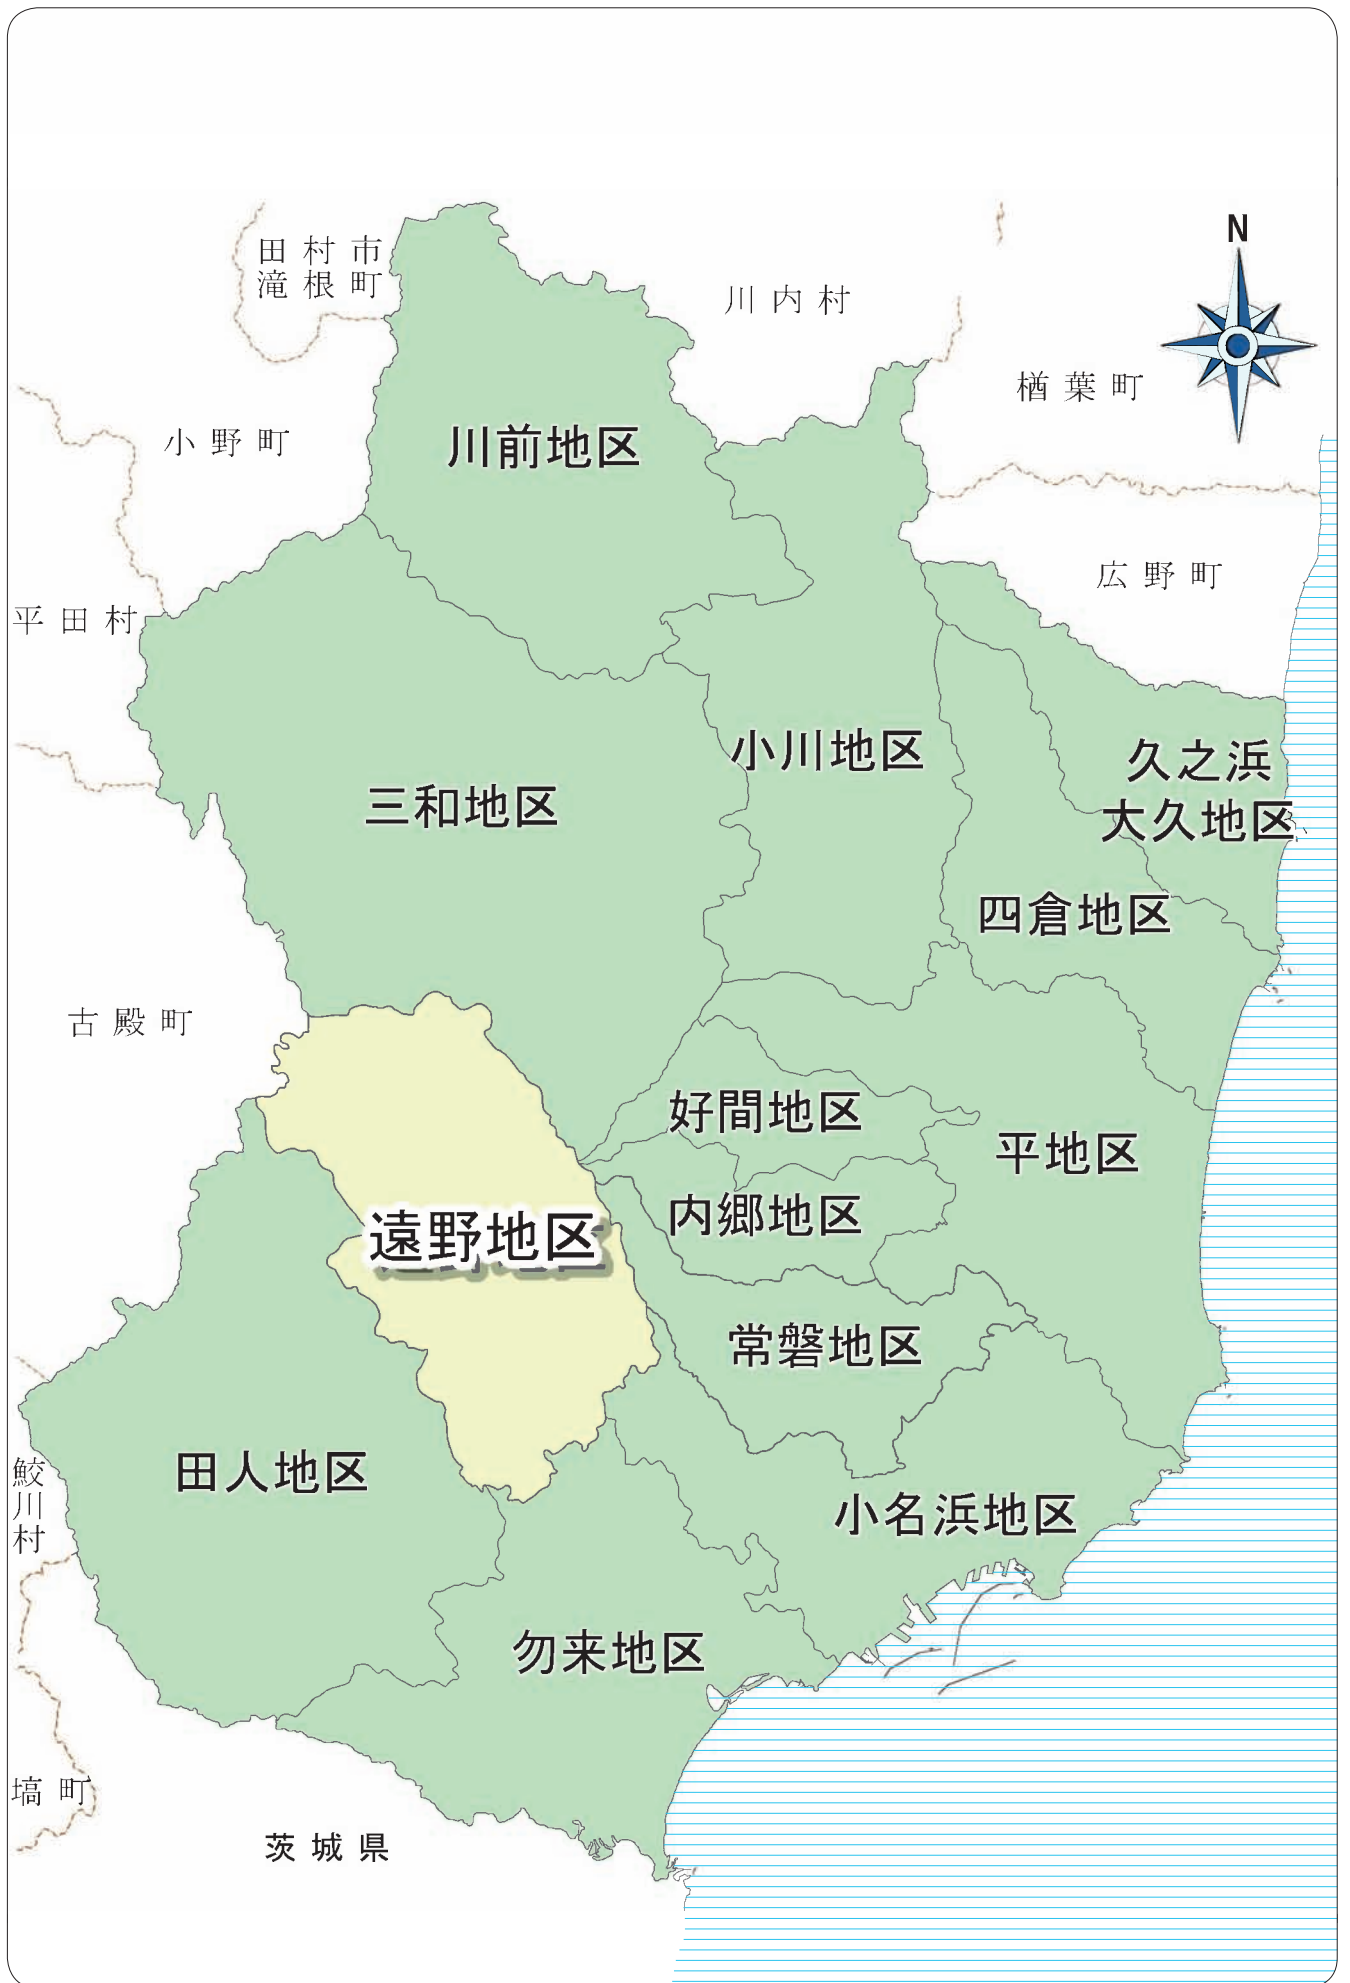 N
田村市
滝根町
川内村
楢葉町
小野町
川前地区
広野町
平田村
小川地区
久之浜
大久地区
三和地区
四倉地区
古殿町
好間地区
平地区
内郷地区
遠野地区
常磐地区
田人地区
鮫川村
小名浜地区
勿来地区
塙町
茨城県